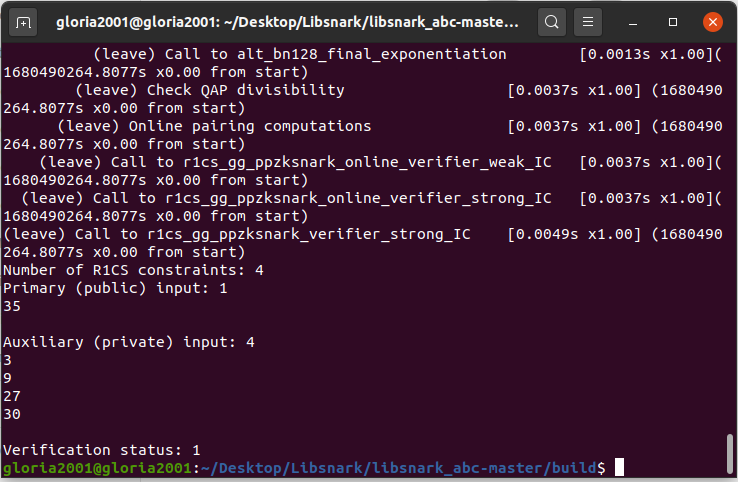 gloria2001@gloria2001: ~/Desktop/Libsnark/libsnark_abc-maste…
(leave) Call to alt_bn128_final_exponentiation [0.0013s x1.00](
1680490264.8077s x0.00 from start)
(leave) Check QAP divisibility [0.0037s x1.00] (1680490
264.8077s x0.00 from start)
(leave) Online pairing computations [0.0037s x1.00] (1680490
264.8077s x0.00 from start)
(leave) Call to r1cs_gg_ppzksnark_online_verifier_weak_IC [0.0037s x1.00](
1680490264.8077s x0.00 from start)
(leave) Call to r1cs_gg_ppzksnark_online_verifier_strong_IC [0.0037s x1.00](
1680490264.8077s x0.00 from start)
(leave) Call to r1cs_gg_ppzksnark_verifier_strong_IC [0.0049s x1.00] (1680490
264.8077s x0.00 from start)
Number of R1CS constraints: 4
Primary (public) input: 1
35
Auxiliary (private) input: 4
3
9
27
30
Verification status: 1
gloria2001@gloria2001:~/Desktop/Libsnark/libsnark_abc-master/build$